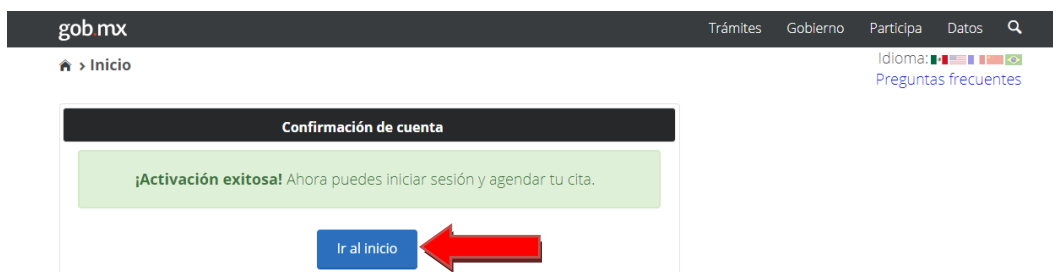 gob.mx
Trámites Gobierno Participa Datos
> Inicio
Idioma:
Preguntas frecuentes
Confirmación de cuenta
¡Activación exitosa! Ahora puedes iniciar sesión y agendar tu cita.
Ir al inicio